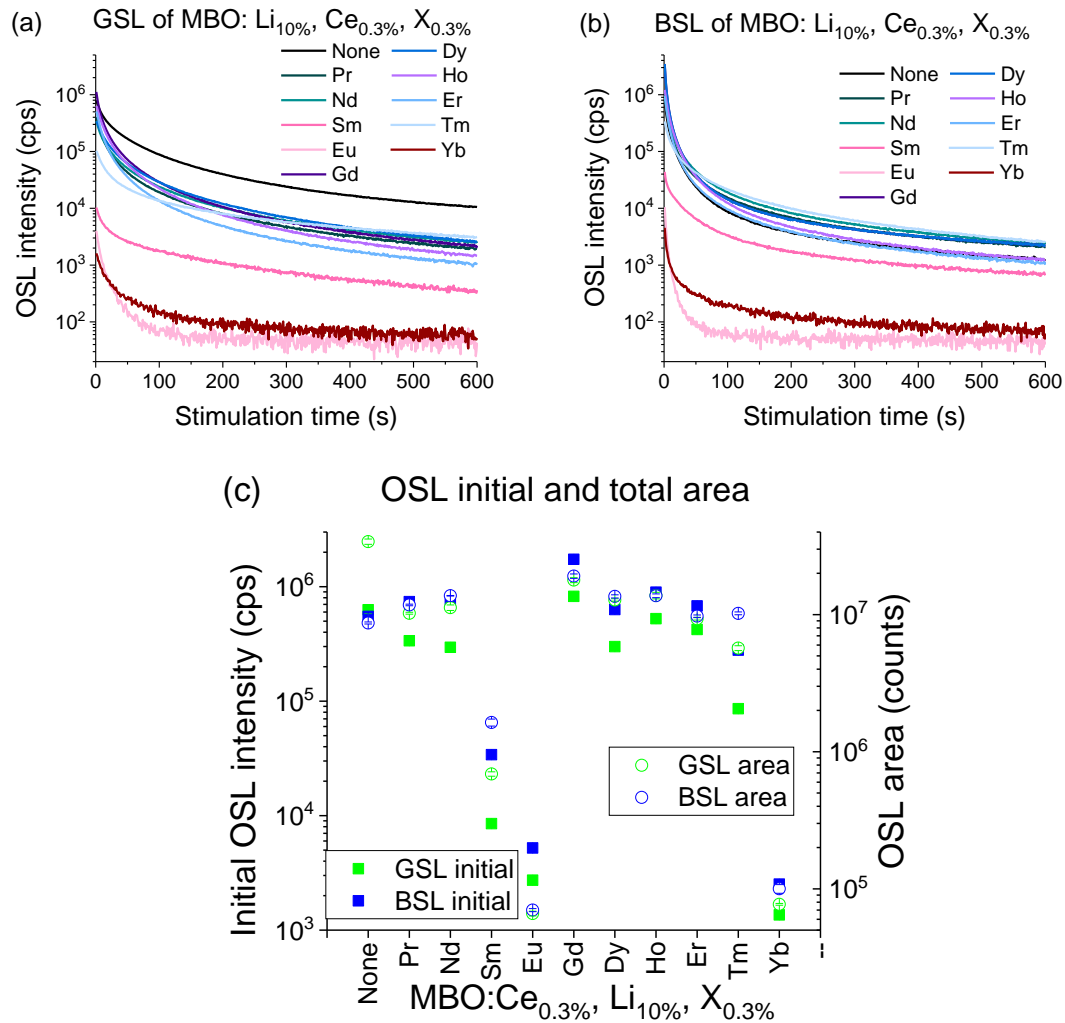 (a) GSL of MBO: Li10%, Ce0.3%, X0.3%
None Dy
Pr Ho
Nd Er
Sm Tm
Eu Yb
Gd
OSL intensity (cps)
10^6
10^5
10^4
10^3
10^2
0 100 200 300 400 500 600
Stimulation time (s)
(b) BSL of MBO: Li10%, Ce0.3%, X0.3%
None Dy
Pr Ho
Nd Er
Sm Tm
Eu Yb
Gd
OSL intensity (cps)
10^6
10^5
10^4
10^3
10^2
0 100 200 300 400 500 600
Stimulation time (s)
(c) OSL initial and total area
Initial OSL intensity (cps)
10^6
10^5
10^4
10^3
GSL area
BSL area
GSL initial
BSL initial
OSL area (counts)
10^7
10^6
10^5
None Pr Nd Sm Eu Gd Dy Ho Er Tm Yb --
MBO:Ce0.3%, Li10%, X0.3%